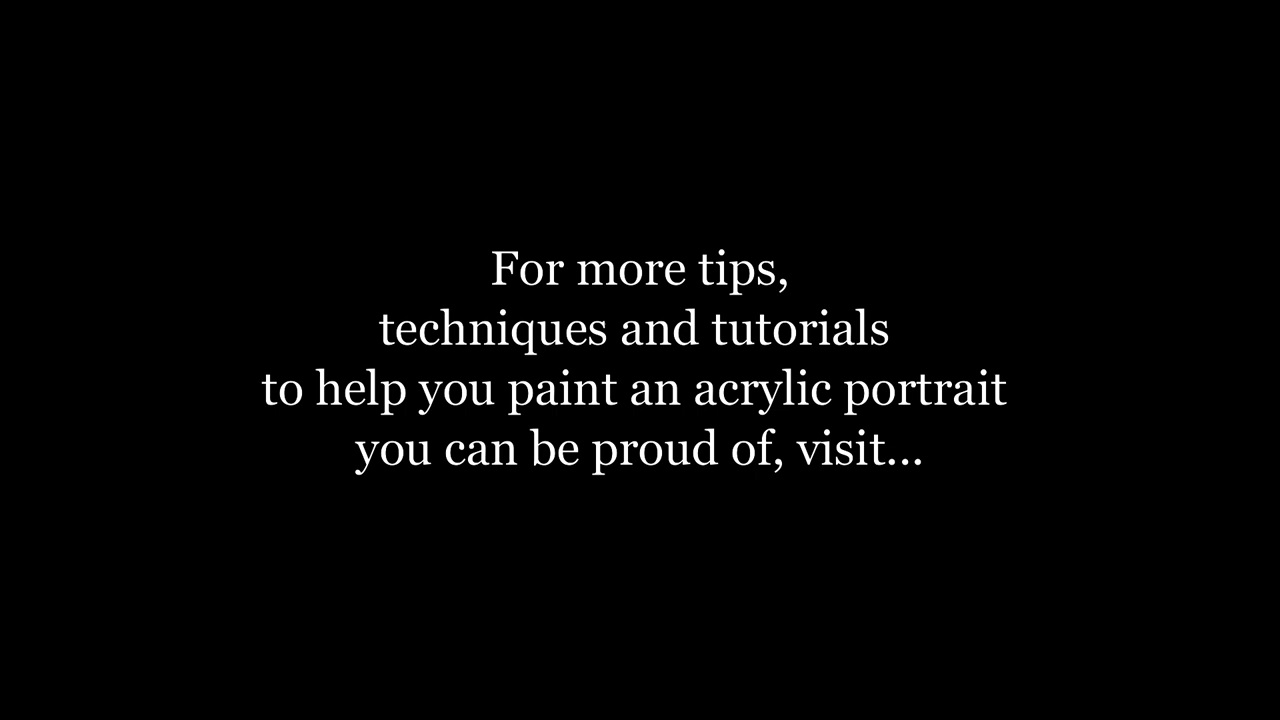 For more tips,
techniques and tutorials
to help you paint an acrylic portrait
you can be proud of, visit...